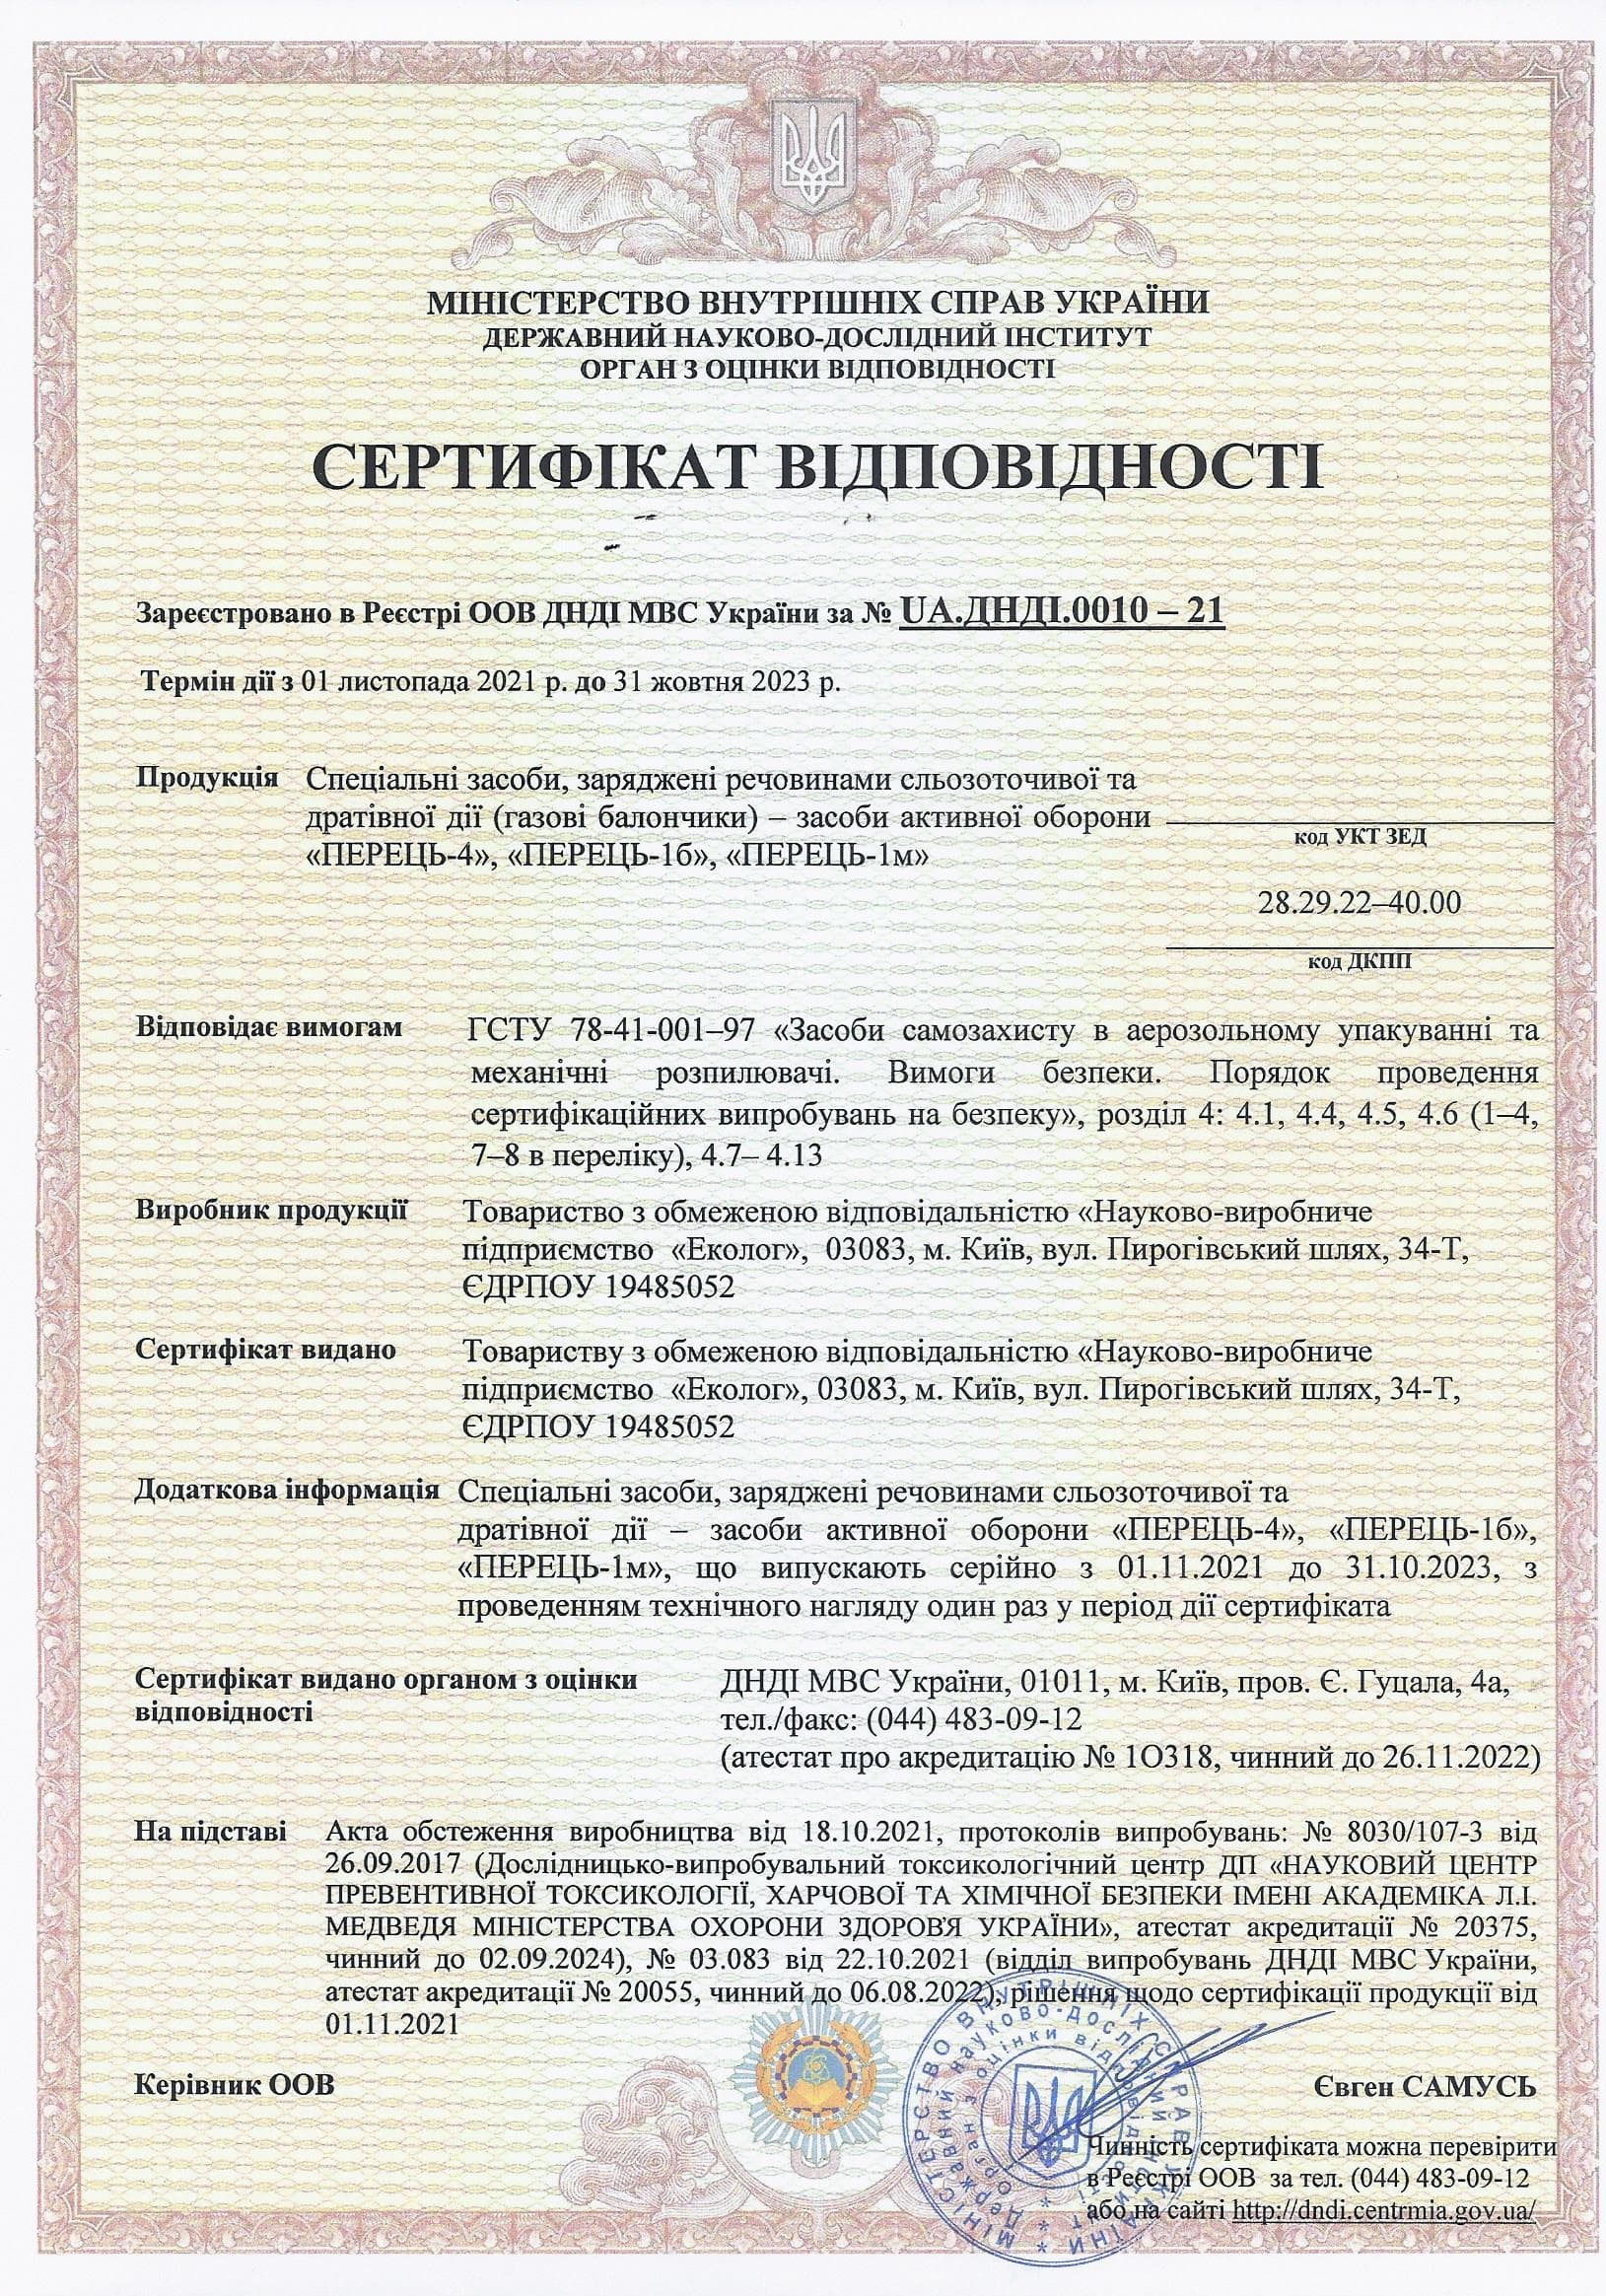 МІНІСТЕРСТВО ВНУТРІШНІХ СПРАВ УКРАЇНИ
ДЕРЖАВНИЙ НАУКОВО-ДОСЛІДНИЙ ІНСТИТУТ
ОРГАН З ОЦІНКИ ВІДПОВІДНОСТІ
СЕРТИФІКАТ ВІДПОВІДНОСТІ
Зареєстровано в Реєстрі ООВ ДНДІ МВС України за № UA.ДНДІ.0010 – 21
Термін дії з 01 листопада 2021 р. до 31 жовтня 2023 р.
Продукція Спеціальні засоби, заряджені речовинами сльозоточивої та
дратівної дії (газові балончики) – засоби активної оборони
«ПЕРЕЦЬ-4», «ПЕРЕЦЬ-1б», «ПЕРЕЦЬ-1м»
код УКТ ЗЕД
28.29.22–40.00
код ДКПП
Відповідає вимогам ГСТУ 78-41-001–97 «Засоби самозахисту в аерозольному упакуванні та
механічні розпилювачі. Вимоги безпеки. Порядок проведення
сертифікаційних випробувань на безпеку», розділ 4: 4.1, 4.4, 4.5, 4.6 (1–4,
7–8 в переліку), 4.7– 4.13
Виробник продукції Товариство з обмеженою відповідальністю «Науково-виробниче
підприємство «Еколог», 03083, м. Київ, вул. Пирогівський шлях, 34-Т,
ЄДРПОУ 19485052
Сертифікат видано Товариству з обмеженою відповідальністю «Науково-виробниче
підприємство «Еколог», 03083, м. Київ, вул. Пирогівський шлях, 34-Т,
ЄДРПОУ 19485052
Додаткова інформація Спеціальні засоби, заряджені речовинами сльозоточивої та
дратівної дії – засоби активної оборони «ПЕРЕЦЬ-4», «ПЕРЕЦЬ-1б»,
«ПЕРЕЦЬ-1м», що випускають серійно з 01.11.2021 до 31.10.2023, з
проведенням технічного нагляду один раз у період дії сертифіката
Сертифікат видано органом з оцінки ДНДІ МВС України, 01011, м. Київ, пров. Є. Гуцала, 4а,
відповідності тел./факс: (044) 483-09-12
(атестат про акредитацію № 1О318, чинний до 26.11.2022)
На підставі Акта обстеження виробництва від 18.10.2021, протоколів випробувань: № 8030/107-3 від
26.09.2017 (Дослідницько-випробувальний токсикологічний центр ДП «НАУКОВИЙ ЦЕНТР
ПРЕВЕНТИВНОЇ ТОКСИКОЛОГІЇ, ХАРЧОВОЇ ТА ХІМІЧНОЇ БЕЗПЕКИ ІМЕНІ АКАДЕМІКА Л.І.
МЕДВЕДЯ МІНІСТЕРСТВА ОХОРОНИ ЗДОРОВ'Я УКРАЇНИ», атестат акредитації № 20375,
чинний до 02.09.2024), № 03.083 від 22.10.2021 (відділ випробувань ДНДІ МВС України,
атестат акредитації № 20055, чинний до 06.08.2022), рішення щодо сертифікації продукції від
01.11.2021
Керівник ООВ Євген САМУСЬ
МІНІСТЕРСТВО ВНУТРІШНІХ СПРАВ УКРАЇНИ
Державний науково-дослідний інститут
Орган з оцінки відповідності
Чинність сертифіката можна перевірити
в Реєстрі ООВ за тел. (044) 483-09-12
або на сайті http://dndi.centrmia.gov.ua/